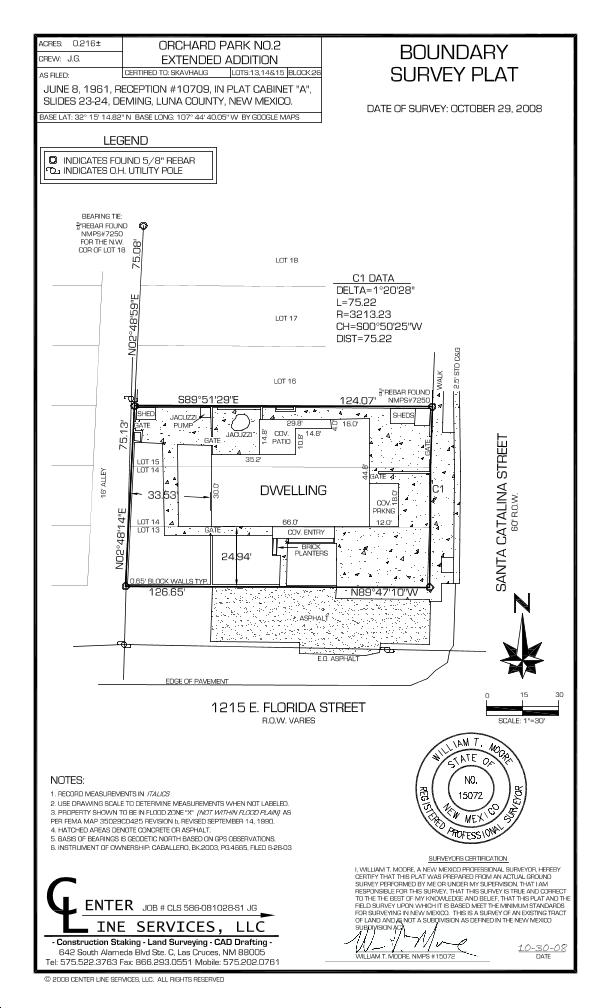 ACRES: 0.216±
CREW: J.G.
AS FILED:
ORCHARD PARK NO.2
EXTENDED ADDITION
CERTIFIED TO: SKAVHAUG LOTS:13,14&15 BLOCK:26
JUNE 8, 1961, RECEPTION #10709, IN PLAT CABINET "A",
SLIDES 23-24, DEMING, LUNA COUNTY, NEW MEXICO.
BASE LAT: 32° 15' 14.82" N BASE LONG: 107° 44' 40.05" W BY GOOGLE MAPS
BOUNDARY
SURVEY PLAT
DATE OF SURVEY: OCTOBER 29, 2008
LEGEND
INDICATES FOUND 5/8" REBAR
INDICATES O.H. UTILITY POLE
BEARING TIE:
REBAR FOUND
NMPS#7250
FOR THE N.W.
COR OF LOT 18
75.08'
N02°48'59"E
LOT 18
LOT 17
LOT 16
C1 DATA
DELTA=1°20'28"
L=75.22
R=3213.23
CH=S00°50'25"W
DIST=75.22
WALK
2.5' STD C&G
S89°51'29"E
124.07'
REBAR FOUND
NMPS#7250
SHED
JACUZZI
PUMP
GATE
GATE
JACUZZI
14.8'
COV.
PATIO
29.8'
10.8'
14.8'
16.0'
SHEDS
GATE
75.13'
35.2'
LOT 15
LOT 14
44.8'
GATE
C1
18' ALLEY
33.53'
30.0'
DWELLING
COV.
PRKNG
18.0'
12.0'
LOT 14
LOT 13
GATE
66.0'
COV. ENTRY
BRICK
PLANTERS
24.94'
N02°48'14"E
0.65' BLOCK WALLS TYP.
126.65'
N89°47'10"W
SANTA CATALINA STREET
60' R.O.W.
ASPHALT
E.O. ASPHALT
EDGE OF PAVEMENT
N
0 15 30
SCALE: 1"=30'
1215 E. FLORIDA STREET
R.O.W. VARIES
WILLIAM T. MOORE
STATE OF
NO.
15072
NEW MEXICO
REGISTERED PROFESSIONAL SURVEYOR
NOTES:
1. RECORD MEASUREMENTS IN ITALICS
2. USE DRAWING SCALE TO DETERMINE MEASUREMENTS WHEN NOT LABELED.
3. PROPERTY SHOWN TO BE IN FLOOD ZONE "X" (NOT WITHIN FLOOD PLAIN) AS
PER FEMA MAP 35029C0425 REVISION b, REVISED SEPTEMBER 14, 1990.
4. HATCHED AREAS DENOTE CONCRETE OR ASPHALT.
5. BASIS OF BEARINGS IS GEODETIC NORTH BASED ON GPS OBSERVATIONS.
6. INSTRUMENT OF OWNERSHIP: CABALLERO, BK.2003, PG.4665, FILED 6-26-03
SURVEYORS CERTIFICATION
I, WILLIAM T. MOORE, A NEW MEXICO PROFESSIONAL SURVEYOR, HEREBY
CERTIFY THAT THIS PLAT WAS PREPARED FROM AN ACTUAL GROUND
SURVEY PERFORMED BY ME OR UNDER MY SUPERVISION. THAT I AM
RESPONSIBLE FOR THIS SURVEY. THAT THIS SURVEY IS TRUE AND CORRECT
TO THE THE BEST OF MY KNOWLEDGE AND BELIEF, THAT THIS PLAT AND THE
FIELD SURVEY UPON WHICH IT IS BASED MEET THE MINIMUM STANDARDS
FOR SURVEYING IN NEW MEXICO. THIS IS A SURVEY OF AN EXISTING TRACT
OF LAND AND IS NOT A SUBDIVISION AS DEFINED IN THE NEW MEXICO
SUBDIVISION ACT.
10-30-08
WILLIAM T. MOORE, NMPS #15072 DATE
CENTER JOB # CLS 586-081028-S1 JG
LINE SERVICES, LLC
- Construction Staking - Land Surveying - CAD Drafting -
642 South Alameda Blvd Ste. C, Las Cruces, NM 88005
Tel: 575.522.3763 Fax: 866.293.0551 Mobile: 575.202.0761
© 2008 CENTER LINE SERVICES, LLC. ALL RIGHTS RESERVED